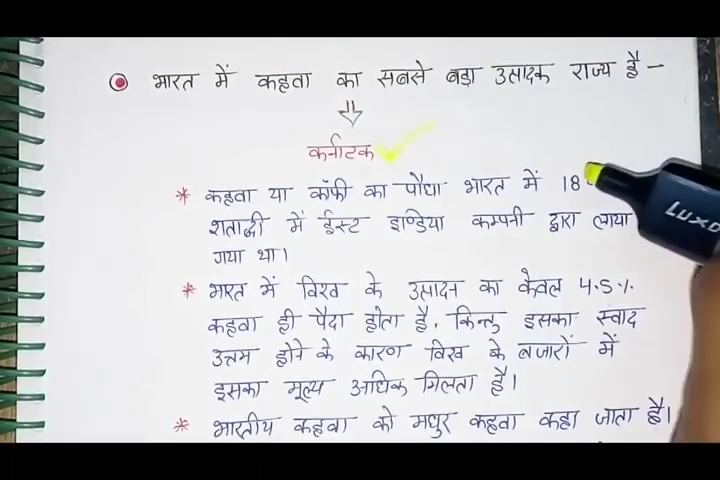 भारत में कहवा का सबसे बड़ा उत्पादक राज्य है -
कर्नाटक
* कहवा या कॉफी का पौधा भारत में 18
शताब्दी में ईस्ट इण्डिया कम्पनी द्वारा लाया
गया था।
* भारत में विश्व के उत्पादन का केवल 4.5%
कहवा ही पैदा होता है, किन्तु इसका स्वाद
उत्तम होने के कारण विश्व के बजारों में
इसका मूल्य अधिक मिलता है।
* भारतीय कहवा को मधुर कहवा कहा जाता है।